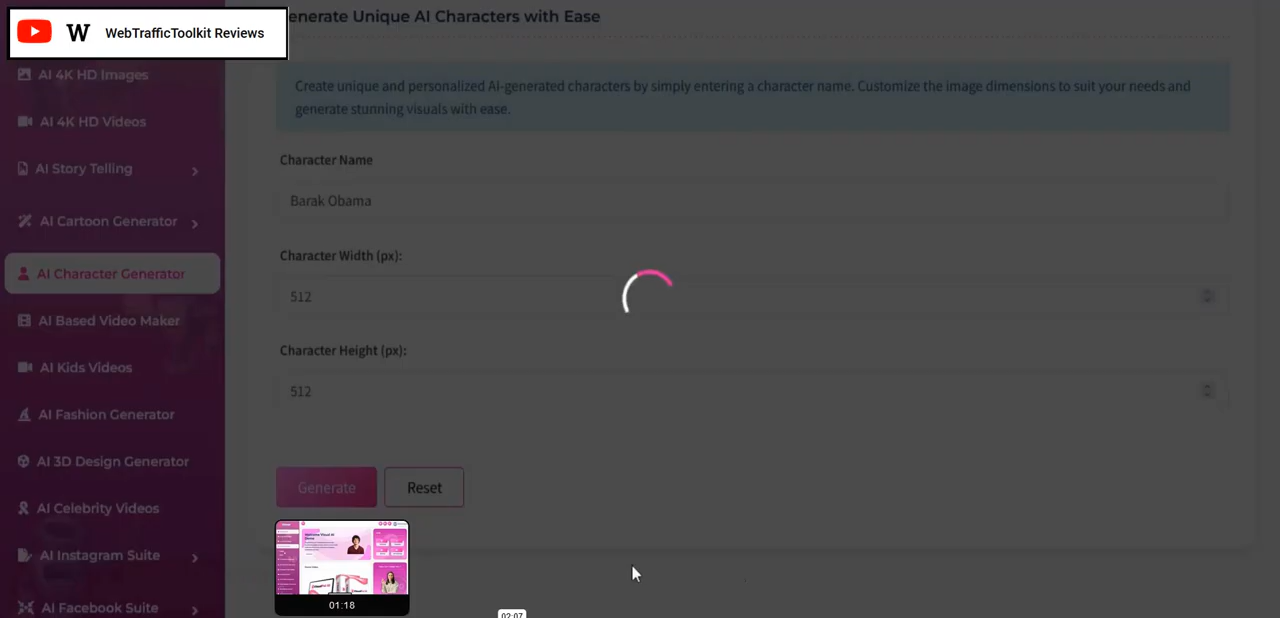 W WebTrafficToolkit Reviews
enerate Unique AI Characters with Ease
AI 4K HD Images
AI 4K HD Videos
AI Story Telling
AI Cartoon Generator
AI Character Generator
AI Based Video Maker
AI Kids Videos
AI Fashion Generator
AI 3D Design Generator
AI Celebrity Videos
AI Instagram Suite
AI Facebook Suite
Create unique and personalized AI-generated characters by simply entering a character name. Customize the image dimensions to suit your needs and
generate stunning visuals with ease.
Character Name
Barak Obama
Character Width (px):
512
Character Height (px):
512
Generate
Reset
01:18
02:07